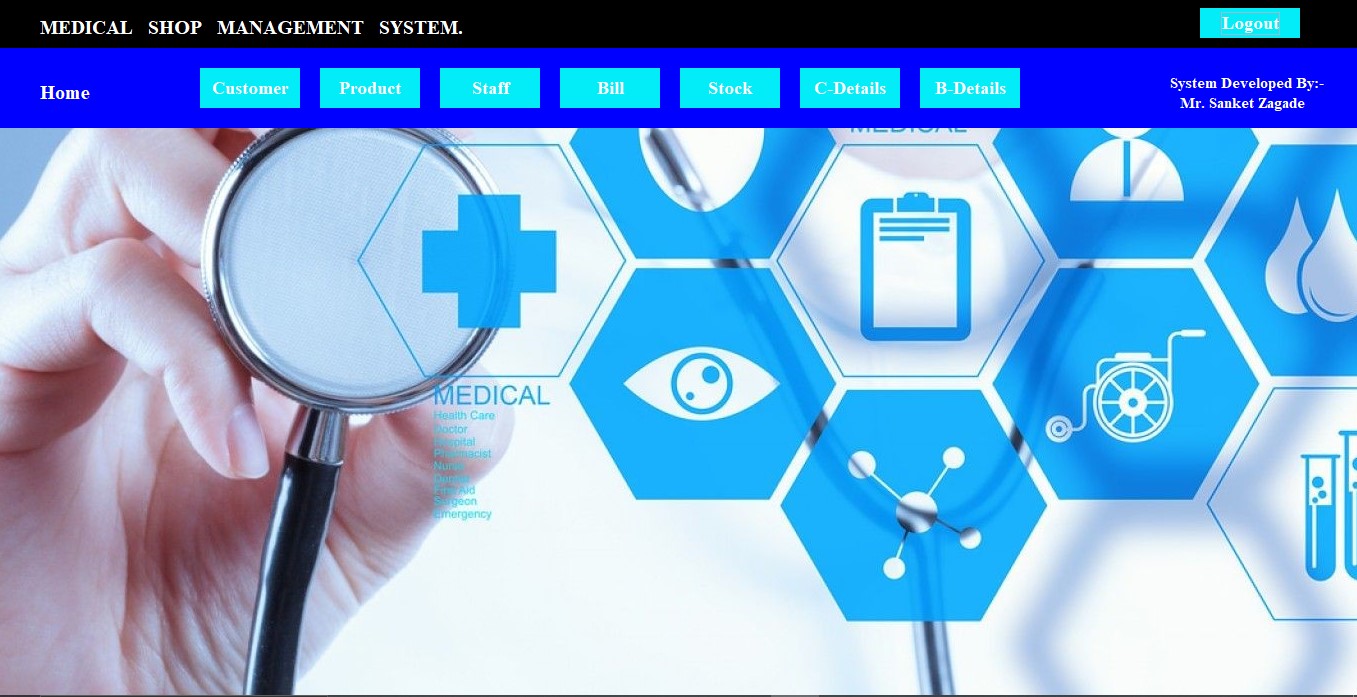 MEDICAL SHOP MANAGEMENT SYSTEM.
Logout
Home
Customer
Product
Staff
Bill
Stock
C-Details
B-Details
System Developed By:-
Mr. Sanket Zagade
MEDICAL
MEDICAL
Health Care
Doctor
Hospital
Pharmacist
Nurse
Dental
First Aid
Surgeon
Emergency